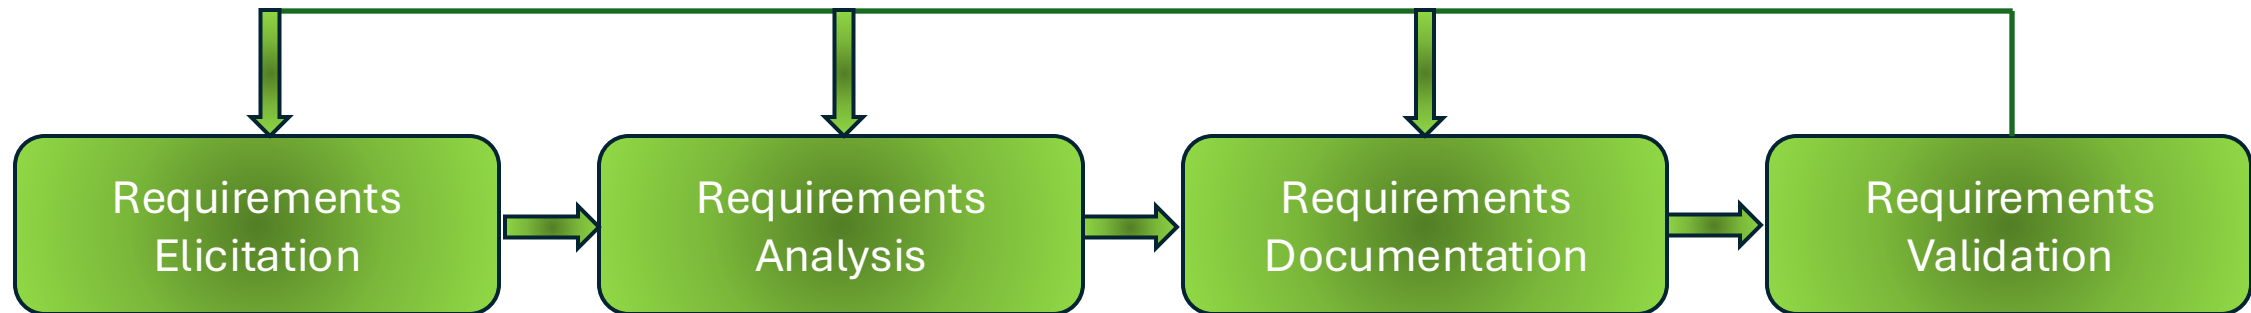 Requirements
Elicitation
Requirements
Analysis
Requirements
Documentation
Requirements
Validation